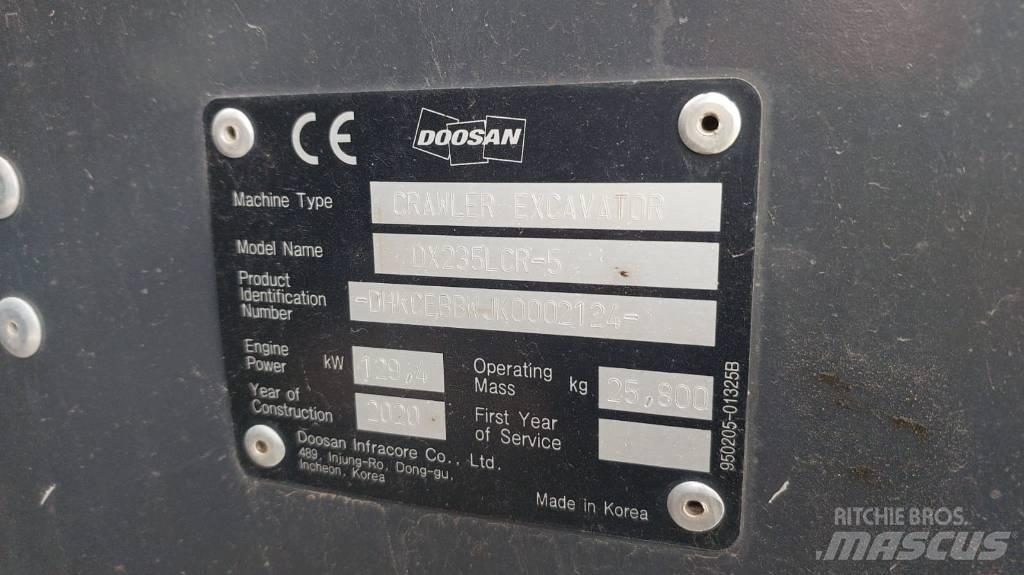 CE
DOOSAN
Machine Type CRAWLER EXCAVATOR
Model Name DX235LCR-5
Product
Identification
Number -DHKCEBBWJK0002124-
Engine
Power kW 129,4
Operating
Mass kg 25,800
Year of
Construction 2020
First Year
of Service
Doosan Infracore Co., Ltd.
489, Injung-Ro, Dong-gu,
Incheon, Korea
Made in Korea
950205-01325B
RITCHIE BROS.
MASCUS